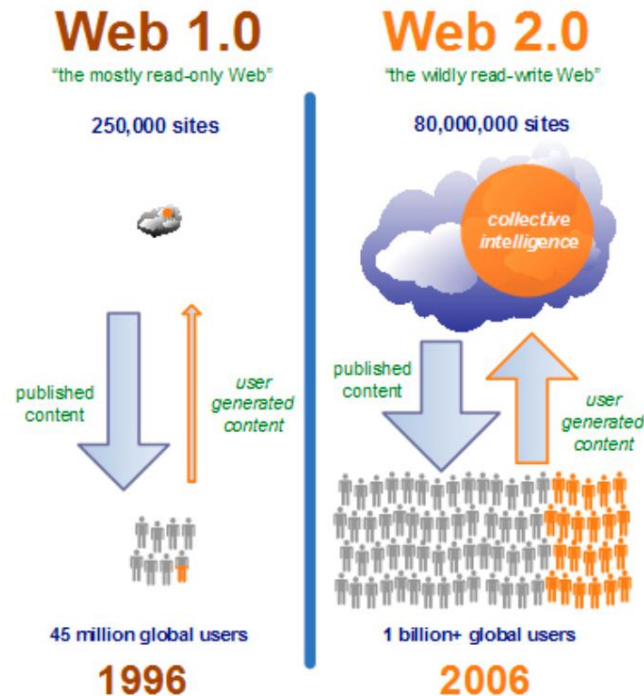 Web 1.0
"the mostly read-only Web"
250,000 sites
published
content
user
generated
content
45 million global users
1996
Web 2.0
"the wildly read-write Web"
80,000,000 sites
collective
intelligence
published
content
user
generated
content
1 billion+ global users
2006